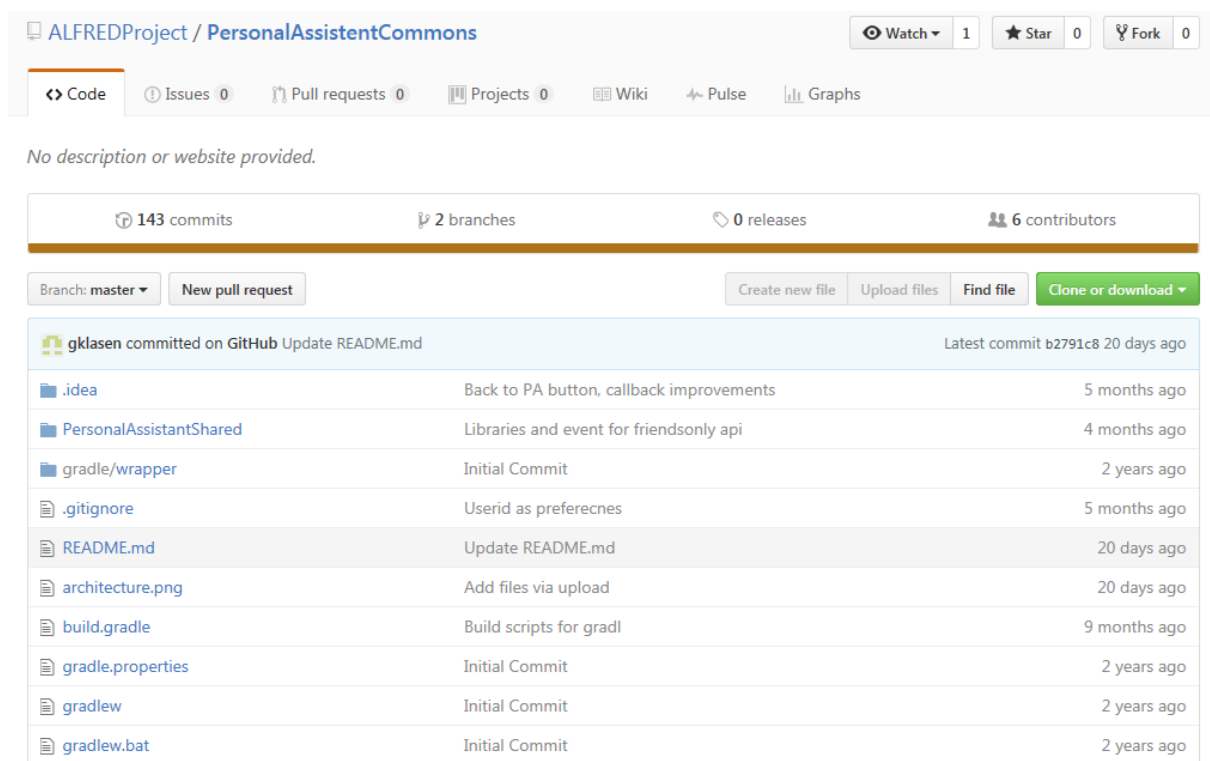 ALFREDProject / PersonalAssistentCommons Watch 1 Star 0 Fork 0
Code Issues 0 Pull requests 0 Projects 0 Wiki Pulse Graphs
No description or website provided.
143 commits 2 branches 0 releases 6 contributors
Branch: master New pull request Create new file Upload files Find file Clone or download
gklasen committed on GitHub Update README.md Latest commit b2791c8 20 days ago
.idea Back to PA button, callback improvements 5 months ago
PersonalAssistantShared Libraries and event for friendsonly api 4 months ago
gradle/wrapper Initial Commit 2 years ago
.gitignore Userid as preferecnes 5 months ago
README.md Update README.md 20 days ago
architecture.png Add files via upload 20 days ago
build.gradle Build scripts for gradl 9 months ago
gradle.properties Initial Commit 2 years ago
gradlew Initial Commit 2 years ago
gradlew.bat Initial Commit 2 years ago